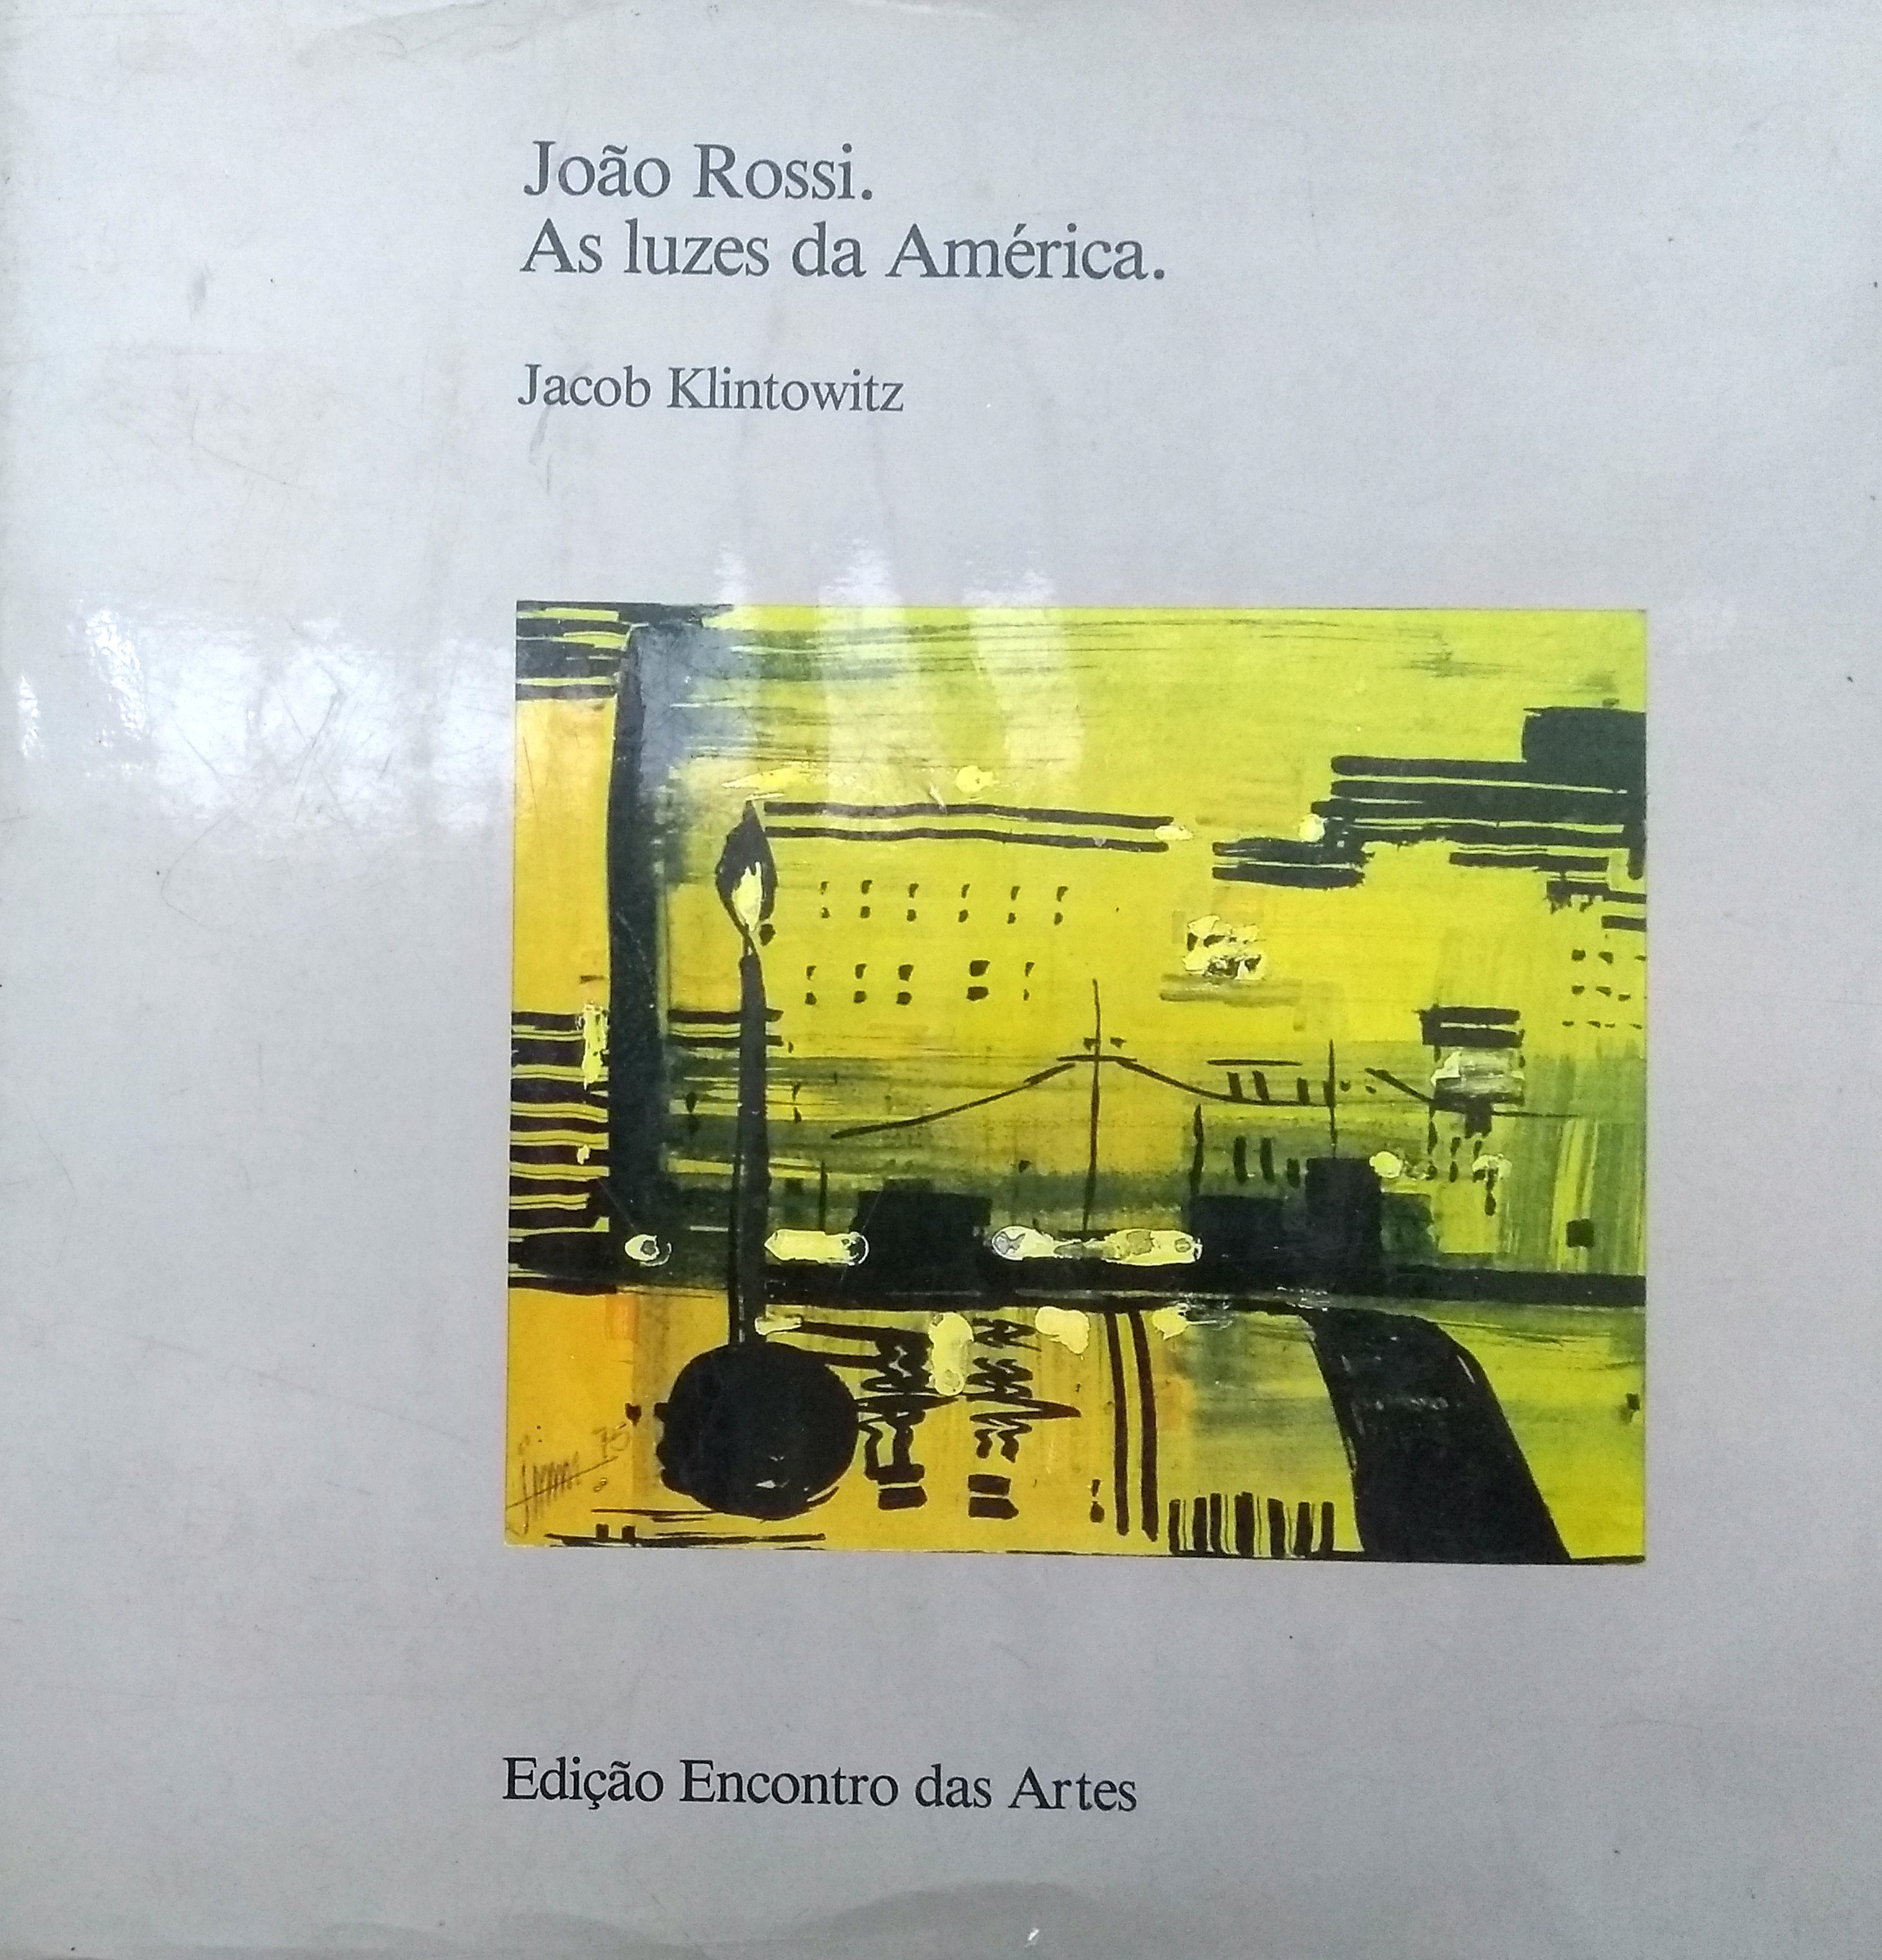 João Rossi.
As luzes da América.
Jacob Klintowitz
Edição Encontro das Artes